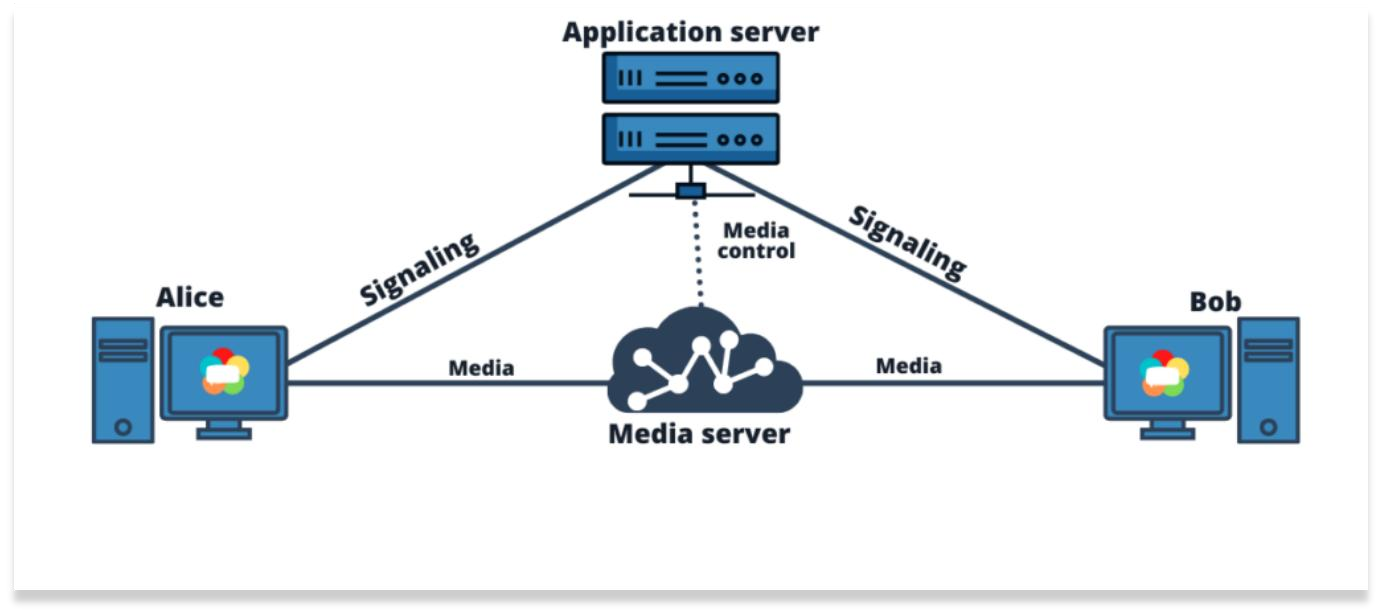 Application server
Signaling
Media
control
Signaling
Alice
Bob
Media
Media
Media server